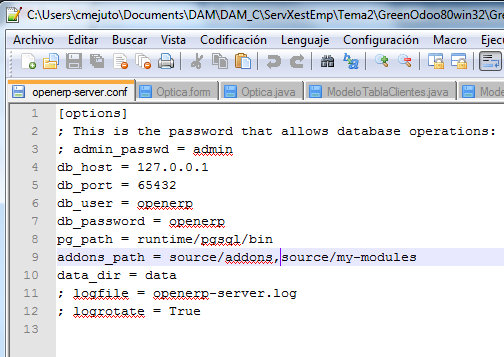 C:\Users\cmejuto\Documents\DAM\DAM_C\ServXestEmp\Tema2\GreenOdoo80win32\Gr
Archivo Editar Buscar Vista Codificación Lenguaje Configuración Macro Ejecu
openerp-server.conf Optica.form Optica.java ModeloTablaClientes.java Mode
1 [options]
2 ; This is the password that allows database operations:
3 ; admin_passwd = admin
4 db_host = 127.0.0.1
5 db_port = 65432
6 db_user = openerp
7 db_password = openerp
8 pg_path = runtime/pgsql/bin
9 addons_path = source/addons,source/my-modules
10 data_dir = data
11 ; logfile = openerp-server.log
12 ; logrotate = True
13